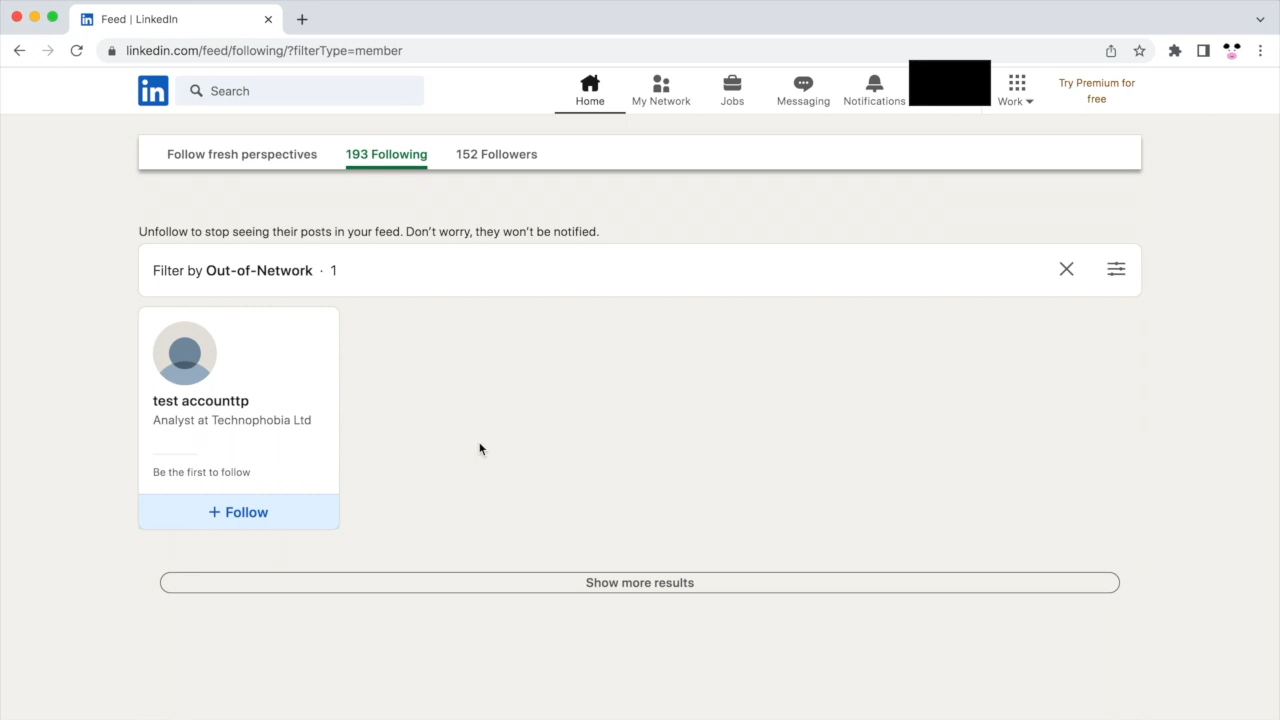 Feed | LinkedIn
linkedin.com/feed/following/?filterType=member
in
Search
Home
My Network
Jobs
Messaging
Notifications
Work
Try Premium for
free
Follow fresh perspectives
193 Following
152 Followers
Unfollow to stop seeing their posts in your feed. Don’t worry, they won’t be notified.
Filter by Out-of-Network · 1
test accounttp
Analyst at Technophobia Ltd
Be the first to follow
+ Follow
Show more results